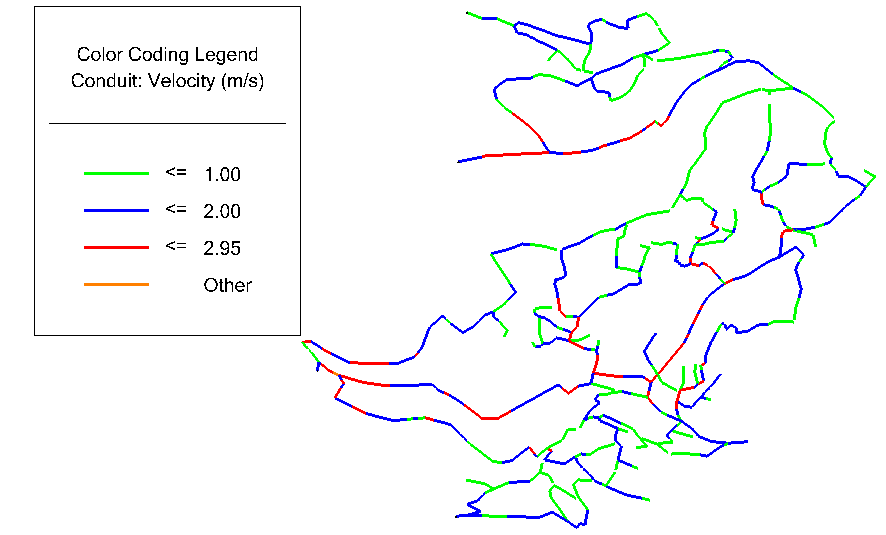 Color Coding Legend
Conduit: Velocity (m/s)
<= 1.00
<= 2.00
<= 2.95
Other